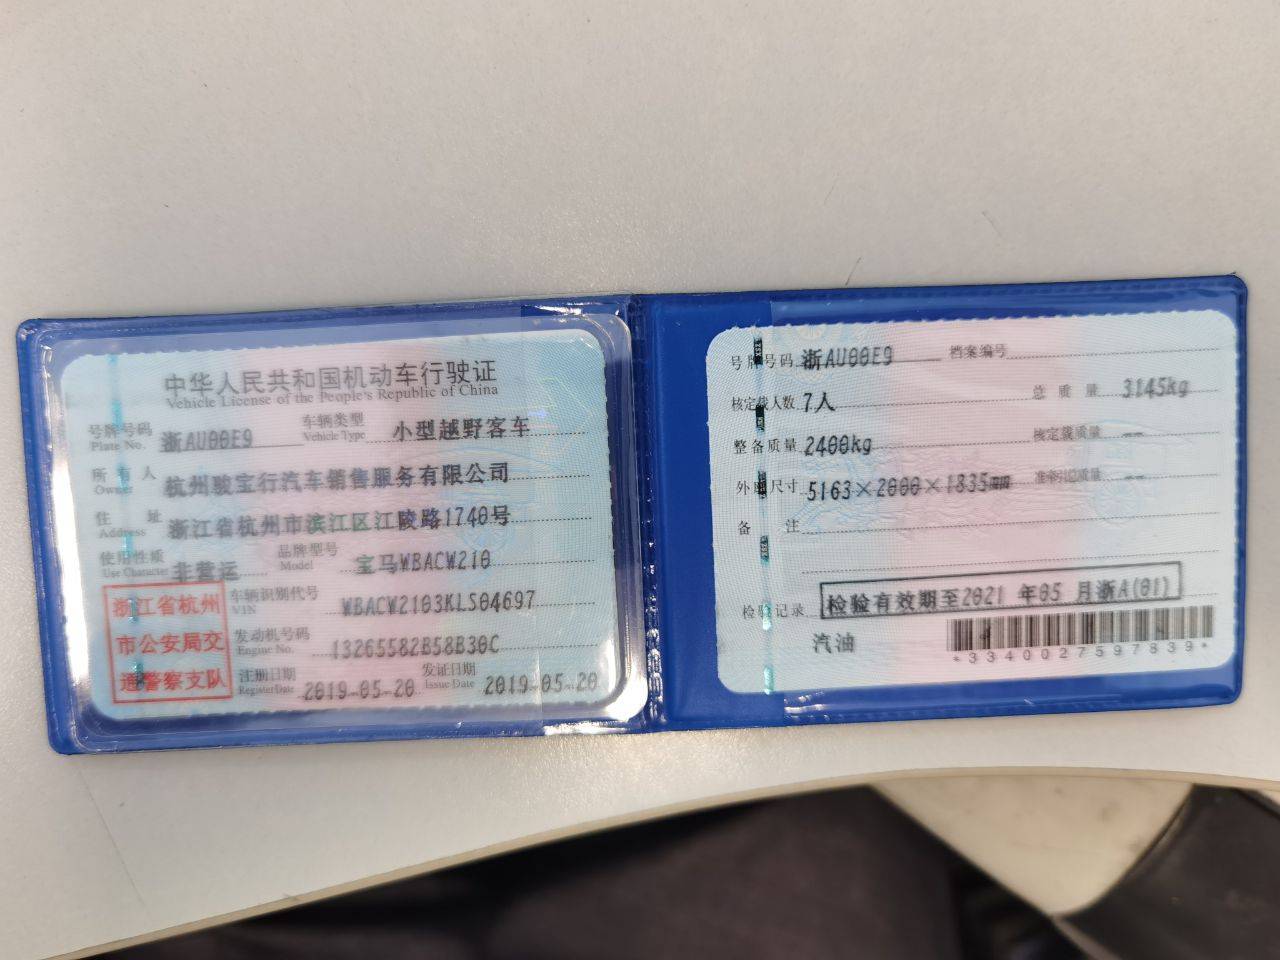 中华人民共和国机动车行驶证
Vehicle License of the People's Republic of China
号牌号码 浙AU00E9 车辆类型 小型越野客车
Plate No. Vehicle Type
所有人 杭州骏宝行汽车销售服务有限公司
Owner
住址 浙江省杭州市滨江区江陵路1740号
Address
使用性质 非营运 品牌型号 宝马WBACW210
Use Character Model
浙江省杭州
市公安局交
通警察支队
车辆识别代号 WBACW2103KLS04697
VIN
发动机号码 13265582B58B30C
Engine No.
注册日期 2019-05-20 发证日期 2019-05-20
Register Date Issue Date
号牌号码 浙AU00E9 档案编号
核定载人数 7人 总质量 3145kg
整备质量 2400kg 核定载质量 --
外廓尺寸 5163×2000×1835mm 准牵引总质量 --
备注
检验记录 检验有效期至2021年05月浙A(01)
汽油
*3340027597839*